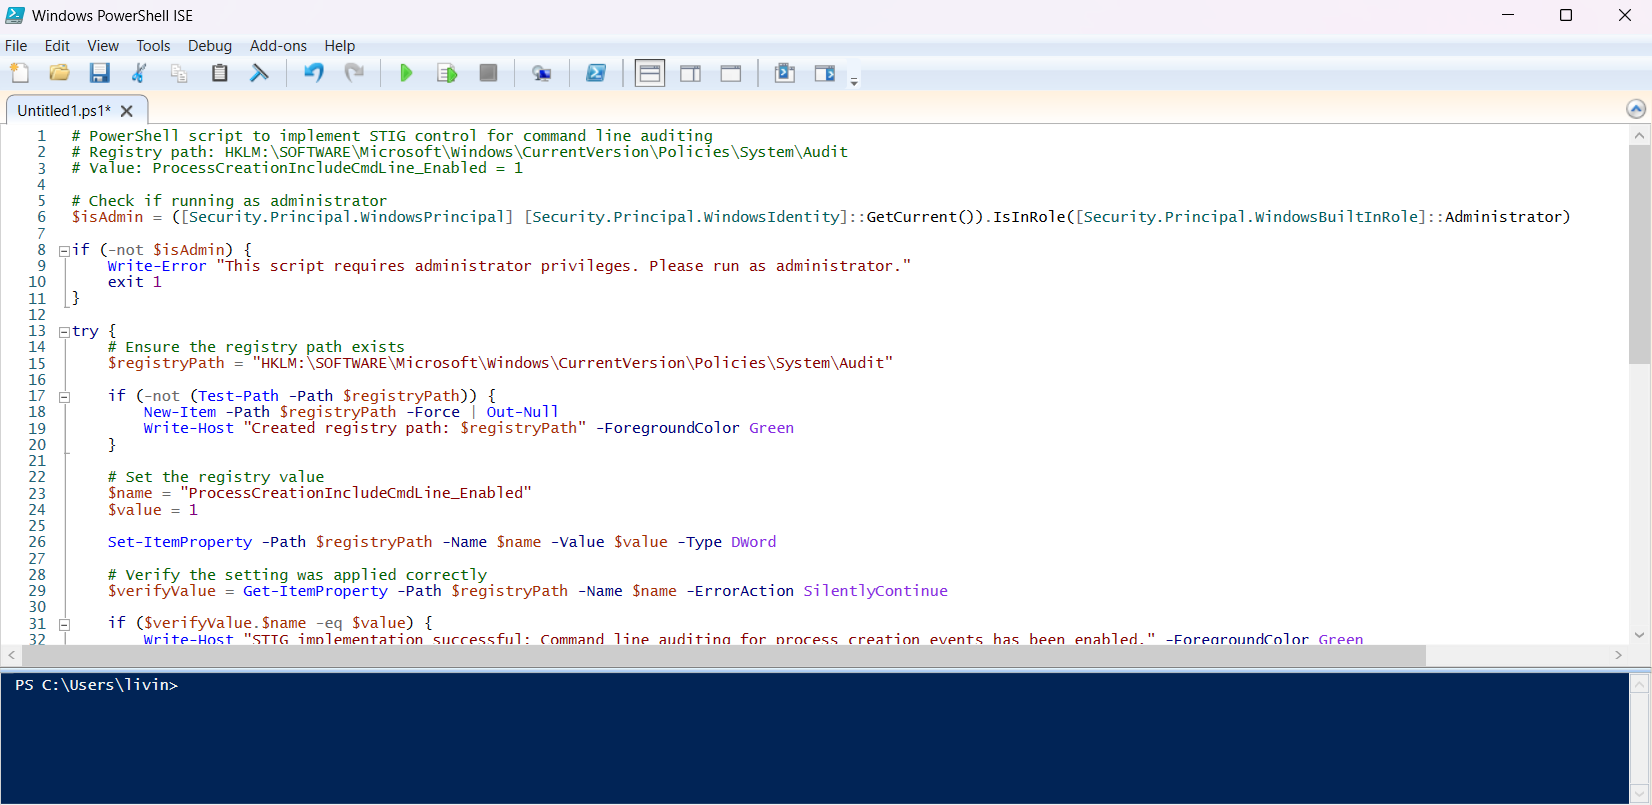 Windows PowerShell ISE
File Edit View Tools Debug Add-ons Help
Untitled1.ps1*
1 # PowerShell script to implement STIG control for command line auditing
2 # Registry path: HKLM:\SOFTWARE\Microsoft\Windows\CurrentVersion\Policies\System\Audit
3 # Value: ProcessCreationIncludeCmdLine_Enabled = 1
4
5 # Check if running as administrator
6 $isAdmin = ([Security.Principal.WindowsPrincipal] [Security.Principal.WindowsIdentity]::GetCurrent()).IsInRole([Security.Principal.WindowsBuiltInRole]::Administrator)
7
8 if (-not $isAdmin) {
9     Write-Error "This script requires administrator privileges. Please run as administrator."
10     exit 1
11 }
12
13 try {
14     # Ensure the registry path exists
15     $registryPath = "HKLM:\SOFTWARE\Microsoft\Windows\CurrentVersion\Policies\System\Audit"
16
17     if (-not (Test-Path -Path $registryPath)) {
18         New-Item -Path $registryPath -Force | Out-Null
19         Write-Host "Created registry path: $registryPath" -ForegroundColor Green
20     }
21
22     # Set the registry value
23     $name = "ProcessCreationIncludeCmdLine_Enabled"
24     $value = 1
25
26     Set-ItemProperty -Path $registryPath -Name $name -Value $value -Type DWord
27
28     # Verify the setting was applied correctly
29     $verifyValue = Get-ItemProperty -Path $registryPath -Name $name -ErrorAction SilentlyContinue
30
31     if ($verifyValue.$name -eq $value) {
32         Write-Host "STIG implementation successful: Command line auditing for process creation events has been enabled." -ForegroundColor Green
PS C:\Users\livin>